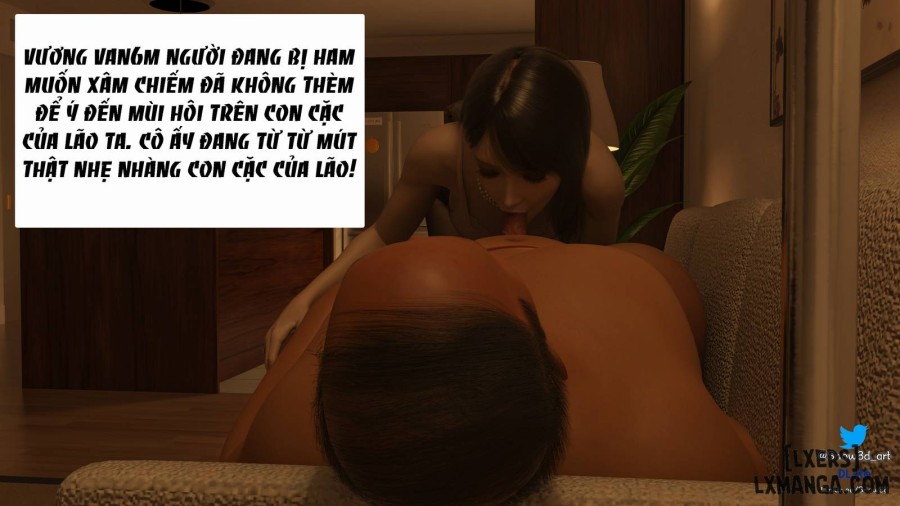 VƯƠNG VAN6M NGƯỜI ĐANG BỊ HAM
MUỐN XÂM CHIẾM ĐÃ KHÔNG THÈM
ĐỂ Ý ĐẾN MÙI HÔI TRÊN CON CẶC
CỦA LÃO TA. CÔ ẤY ĐANG TỪ TỪ MÚT
THẬT NHẸ NHÀNG CON CẶC CỦA LÃO!
[LXERS]
LXMANGA.COM